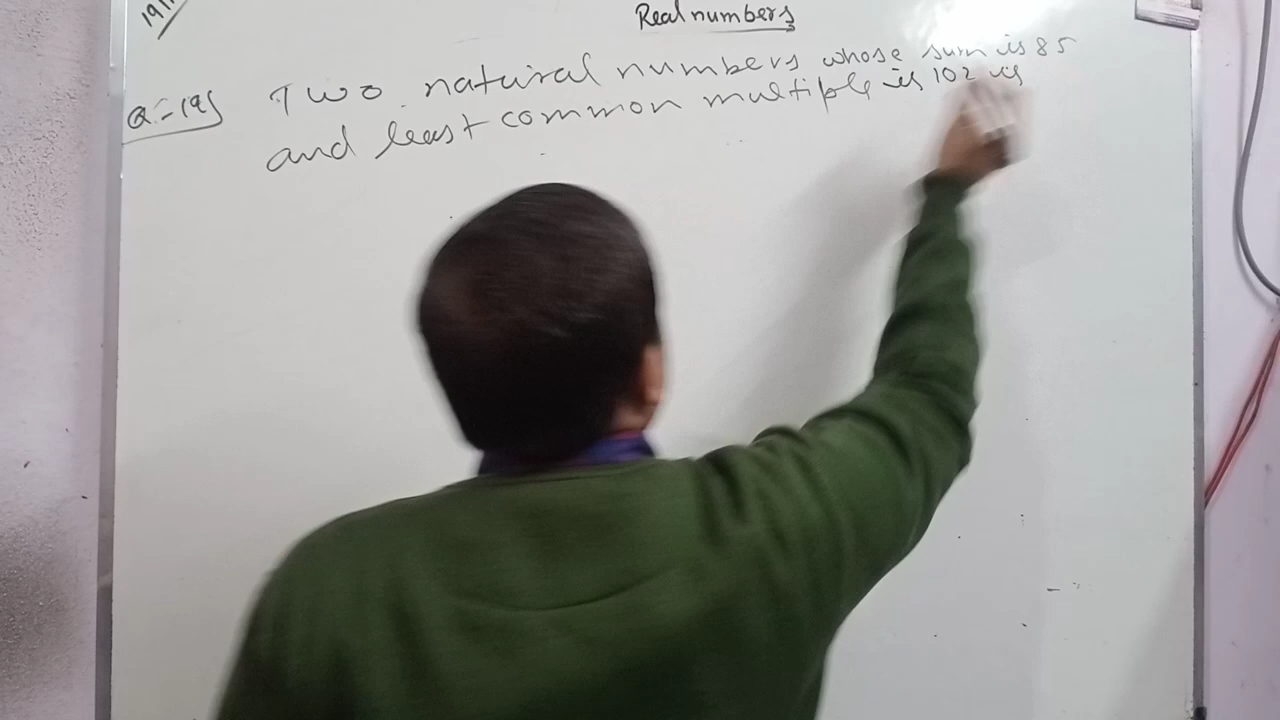 Real numbers
Q:-19) Two natural numbers whose sum is 85
and least common multiple is 102 is